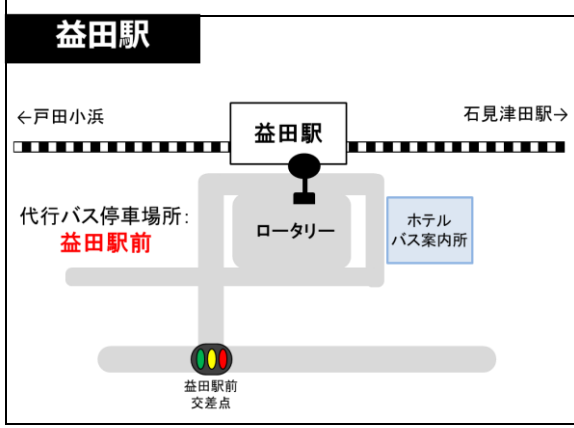 益田駅
←戸田小浜
石見津田駅→
益田駅
代行バス停車場所:
益田駅前
ロータリー
ホテル
バス案内所
益田駅前
交差点